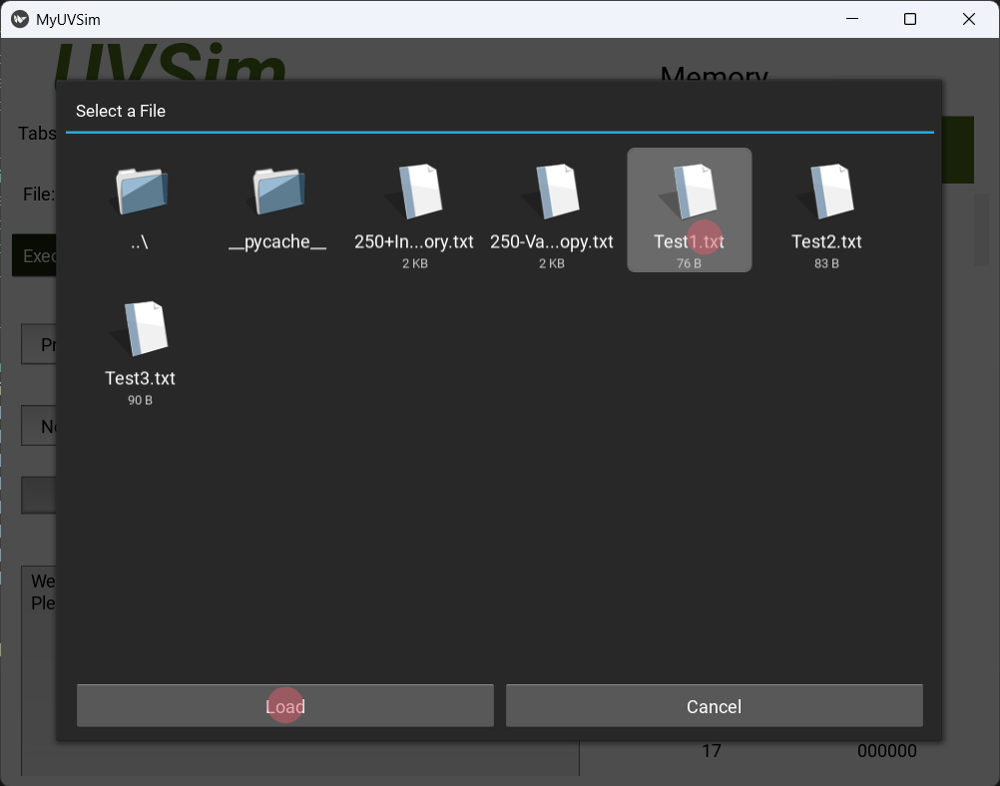 MyUVSim
UVSim
Memory
Select a File
Tabs
File:
..\
__pycache__
250+In...ory.txt
2 KB
250-Va...opy.txt
2 KB
Test1.txt
76 B
Test2.txt
83 B
Exec
Pr
Test3.txt
90 B
We
Ple
Load
Cancel
17 000000